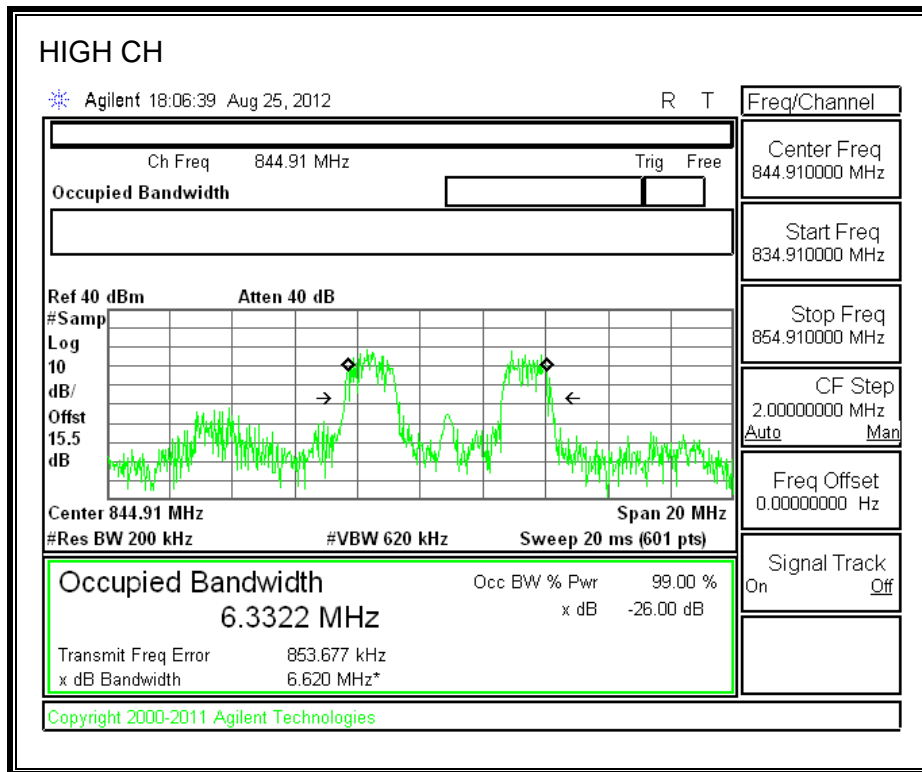 HIGH CH
Agilent 18:06:39 Aug 25, 2012 R T
Freq/Channel
Ch Freq 844.91 MHz Trig Free
Occupied Bandwidth
Center Freq
844.910000 MHz
Start Freq
834.910000 MHz
Stop Freq
854.910000 MHz
CF Step
2.00000000 MHz
Auto Man
Freq Offset
0.00000000 Hz
Signal Track
On Off
Ref 40 dBm Atten 40 dB
#Samp
Log
10
dB/
Offst
15.5
dB
Center 844.91 MHz Span 20 MHz
#Res BW 200 kHz #VBW 620 kHz Sweep 20 ms (601 pts)
Occupied Bandwidth Occ BW % Pwr 99.00 %
6.3322 MHz x dB -26.00 dB
Transmit Freq Error 853.677 kHz
x dB Bandwidth 6.620 MHz*
Copyright 2000-2011 Agilent Technologies